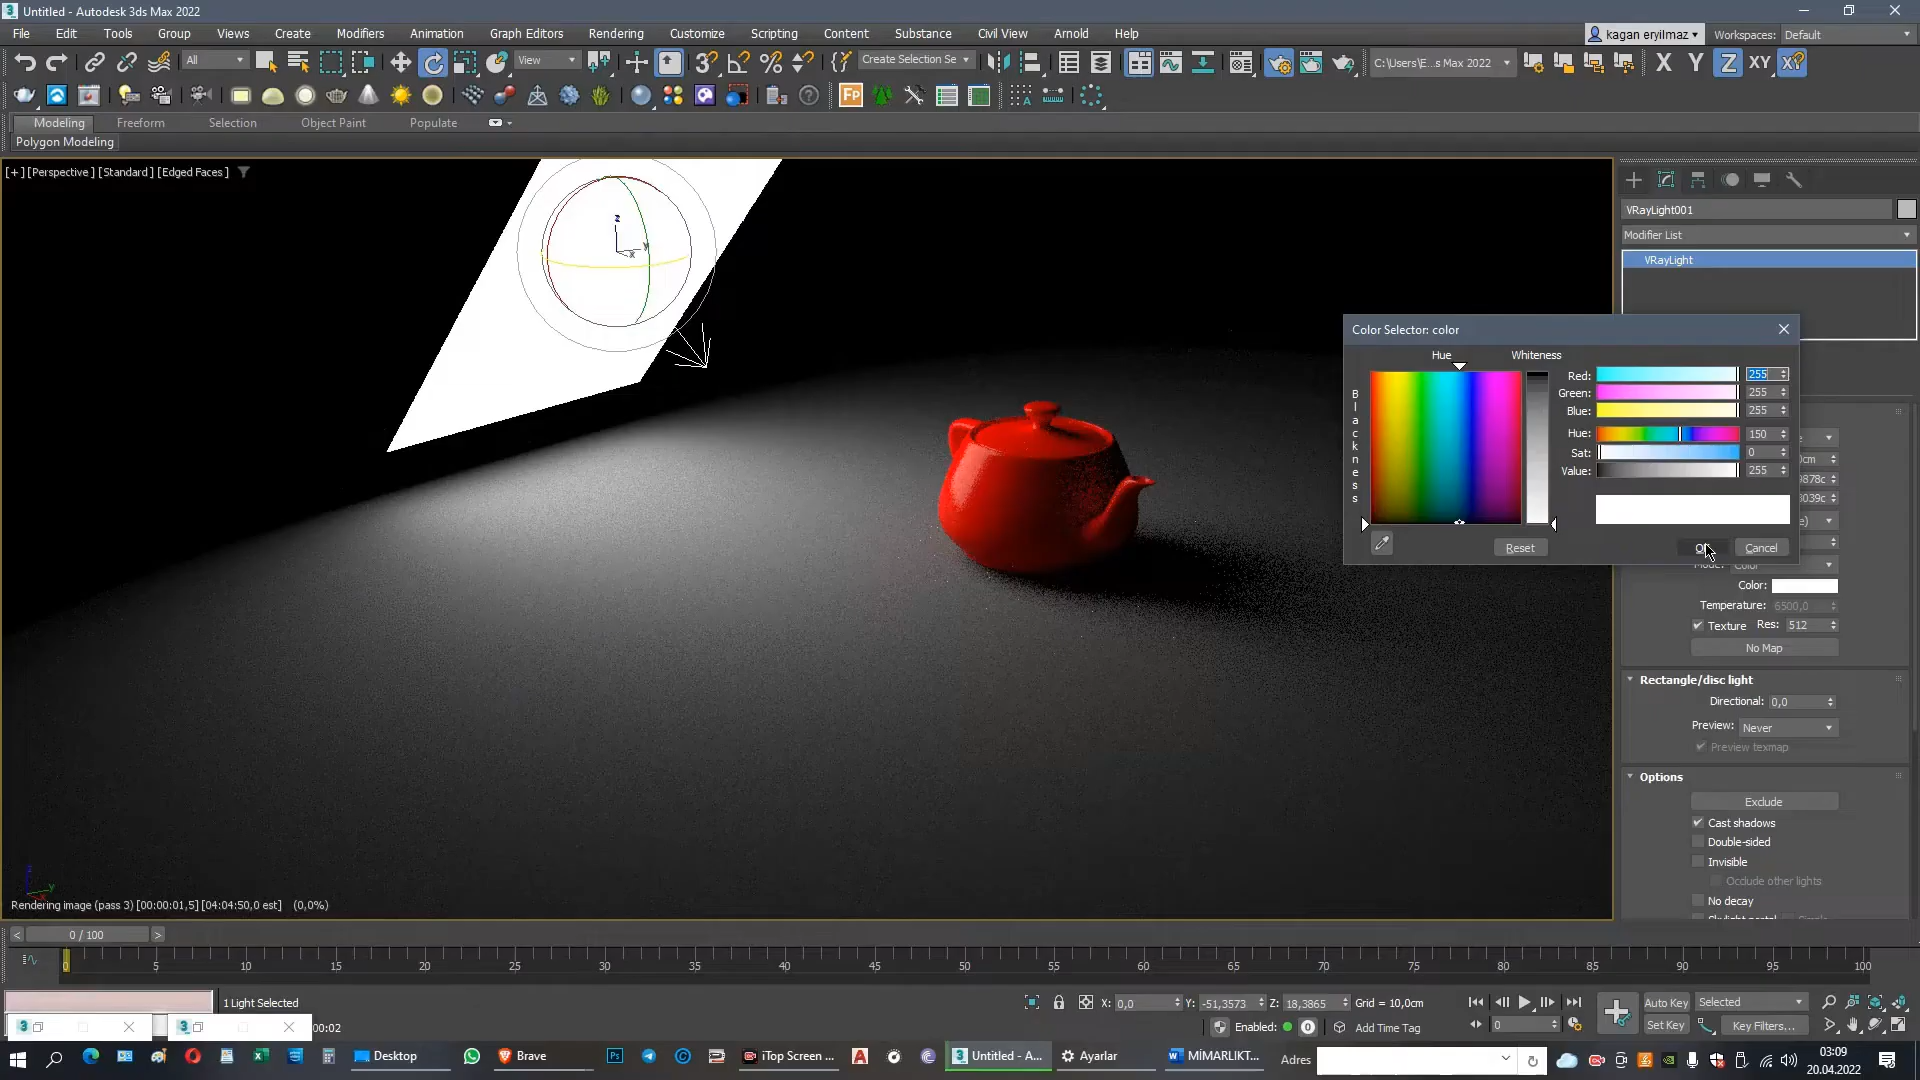 Untitled - Autodesk 3ds Max 2022
File Edit Tools Group Views Create Modifiers Animation Graph Editors Rendering Customize Scripting Content Substance Civil View Arnold Help
kagan eryilmaz Workspaces: Default
All View Create Selection Se C:\Users\E...s Max 2022 X Y Z XY
Modeling Freeform Selection Object Paint Populate
Polygon Modeling
[+] [Perspective ] [Standard ] [Edged Faces ]
VRayLight001
Modifier List
VRayLight
Color Selector: color
Hue Whiteness
Blackness
Red: 255
Green: 255
Blue: 255
Hue: 150
Sat: 0
Value: 255
Reset Cancel
Color:
Temperature: 6500,0
Texture Res: 512
No Map
Rectangle/disc light
Directional: 0,0
Preview: Never
Preview texmap
Options
Exclude
Cast shadows
Double-sided
Invisible
Occlude other lights
No decay
z
y
x
Rendering image (pass 3) [00:00:01,5] [04:04:50,0 est] (0,0%)
0 / 100
0 5 10 15 20 25 30 35 40 45 50 55 60 65 70 75 80 85 90 95 100
1 Light Selected X: 0,0 Y: -51,3573 Z: 18,3865 Grid = 10,0cm Auto Key Selected
00:02 Enabled: 0 Add Time Tag 0 Set Key Key Filters...
Desktop Brave iTop Screen ... Untitled - A... Ayarlar MİMARLIKT... Adres
03:09
20.04.2022